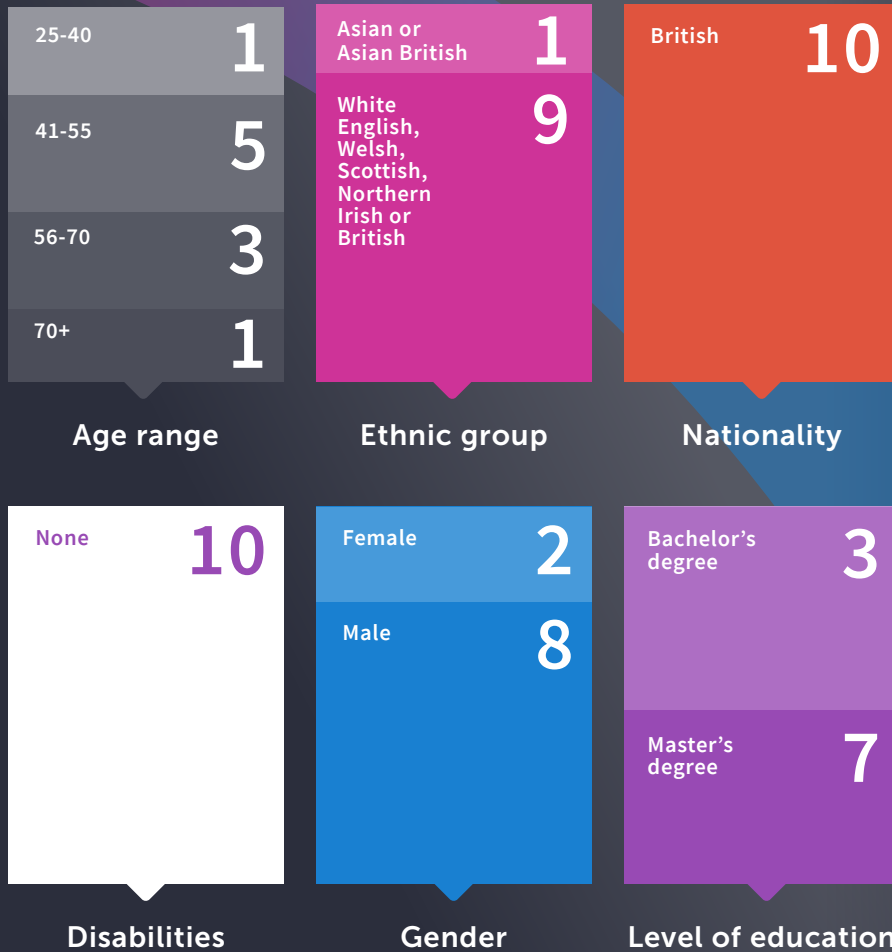 25-40 1
41-55 5
56-70 3
70+ 1
Age range
Asian or
Asian British 1
White 9
English,
Welsh,
Scottish,
Northern
Irish or
British
Ethnic group
British 10
Nationality
None 10
Disabilities
Female 2
Male 8
Gender
Bachelor’s 3
degree
Master’s 7
degree
Level of education